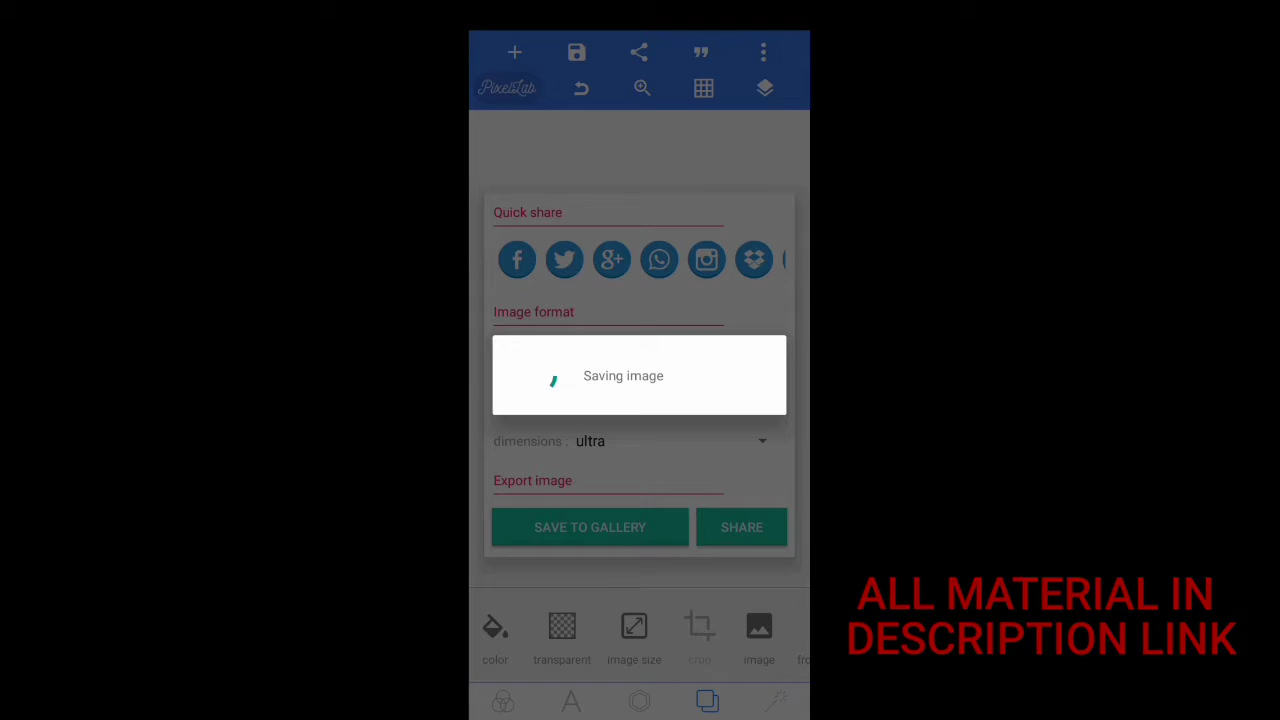 PixelLab
Quick share
Image format
Saving image
dimensions : ultra
Export image
SAVE TO GALLERY SHARE
color transparent image size crop image fro
ALL MATERIAL IN
DESCRIPTION LINK